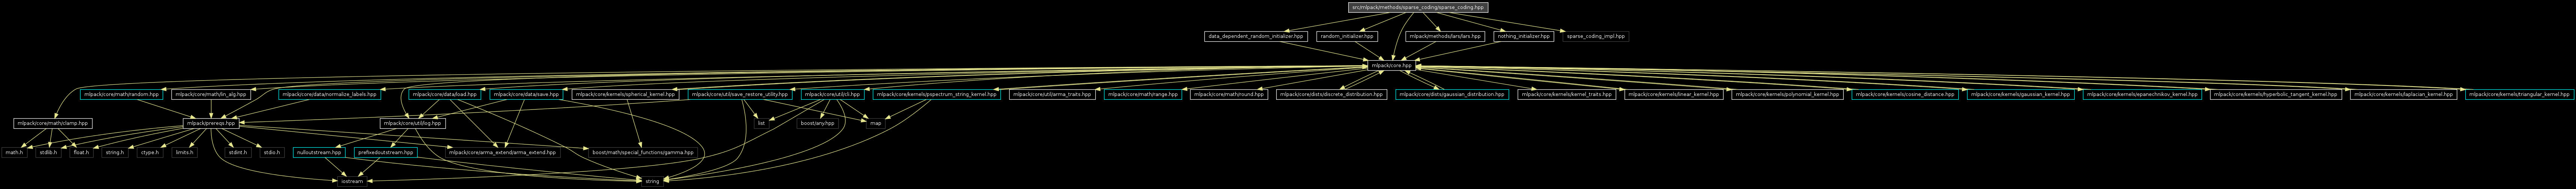 src/mlpack/methods/sparse_coding/sparse_coding.hpp
data_dependent_random_initializer.hpp
random_initializer.hpp
mlpack/methods/lars/lars.hpp
nothing_initializer.hpp
sparse_coding_impl.hpp
mlpack/core.hpp
mlpack/core/math/random.hpp
mlpack/core/math/lin_alg.hpp
mlpack/core/data/normalize_labels.hpp
mlpack/core/data/load.hpp
mlpack/core/data/save.hpp
mlpack/core/kernels/spherical_kernel.hpp
mlpack/core/util/save_restore_utility.hpp
mlpack/core/util/cli.hpp
mlpack/core/kernels/pspectrum_string_kernel.hpp
mlpack/core/util/arma_traits.hpp
mlpack/core/math/range.hpp
mlpack/core/math/round.hpp
mlpack/core/dists/discrete_distribution.hpp
mlpack/core/dists/gaussian_distribution.hpp
mlpack/core/kernels/kernel_traits.hpp
mlpack/core/kernels/linear_kernel.hpp
mlpack/core/kernels/polynomial_kernel.hpp
mlpack/core/kernels/cosine_distance.hpp
mlpack/core/kernels/gaussian_kernel.hpp
mlpack/core/kernels/epanechnikov_kernel.hpp
mlpack/core/kernels/hyperbolic_tangent_kernel.hpp
mlpack/core/kernels/laplacian_kernel.hpp
mlpack/core/kernels/triangular_kernel.hpp
mlpack/core/math/clamp.hpp
mlpack/prereqs.hpp
mlpack/core/util/log.hpp
list
boost/any.hpp
map
math.h
stdlib.h
float.h
string.h
ctype.h
limits.h
stdint.h
stdio.h
nulloutstream.hpp
prefixedoutstream.hpp
mlpack/core/arma_extend/arma_extend.hpp
boost/math/special_functions/gamma.hpp
iostream
string